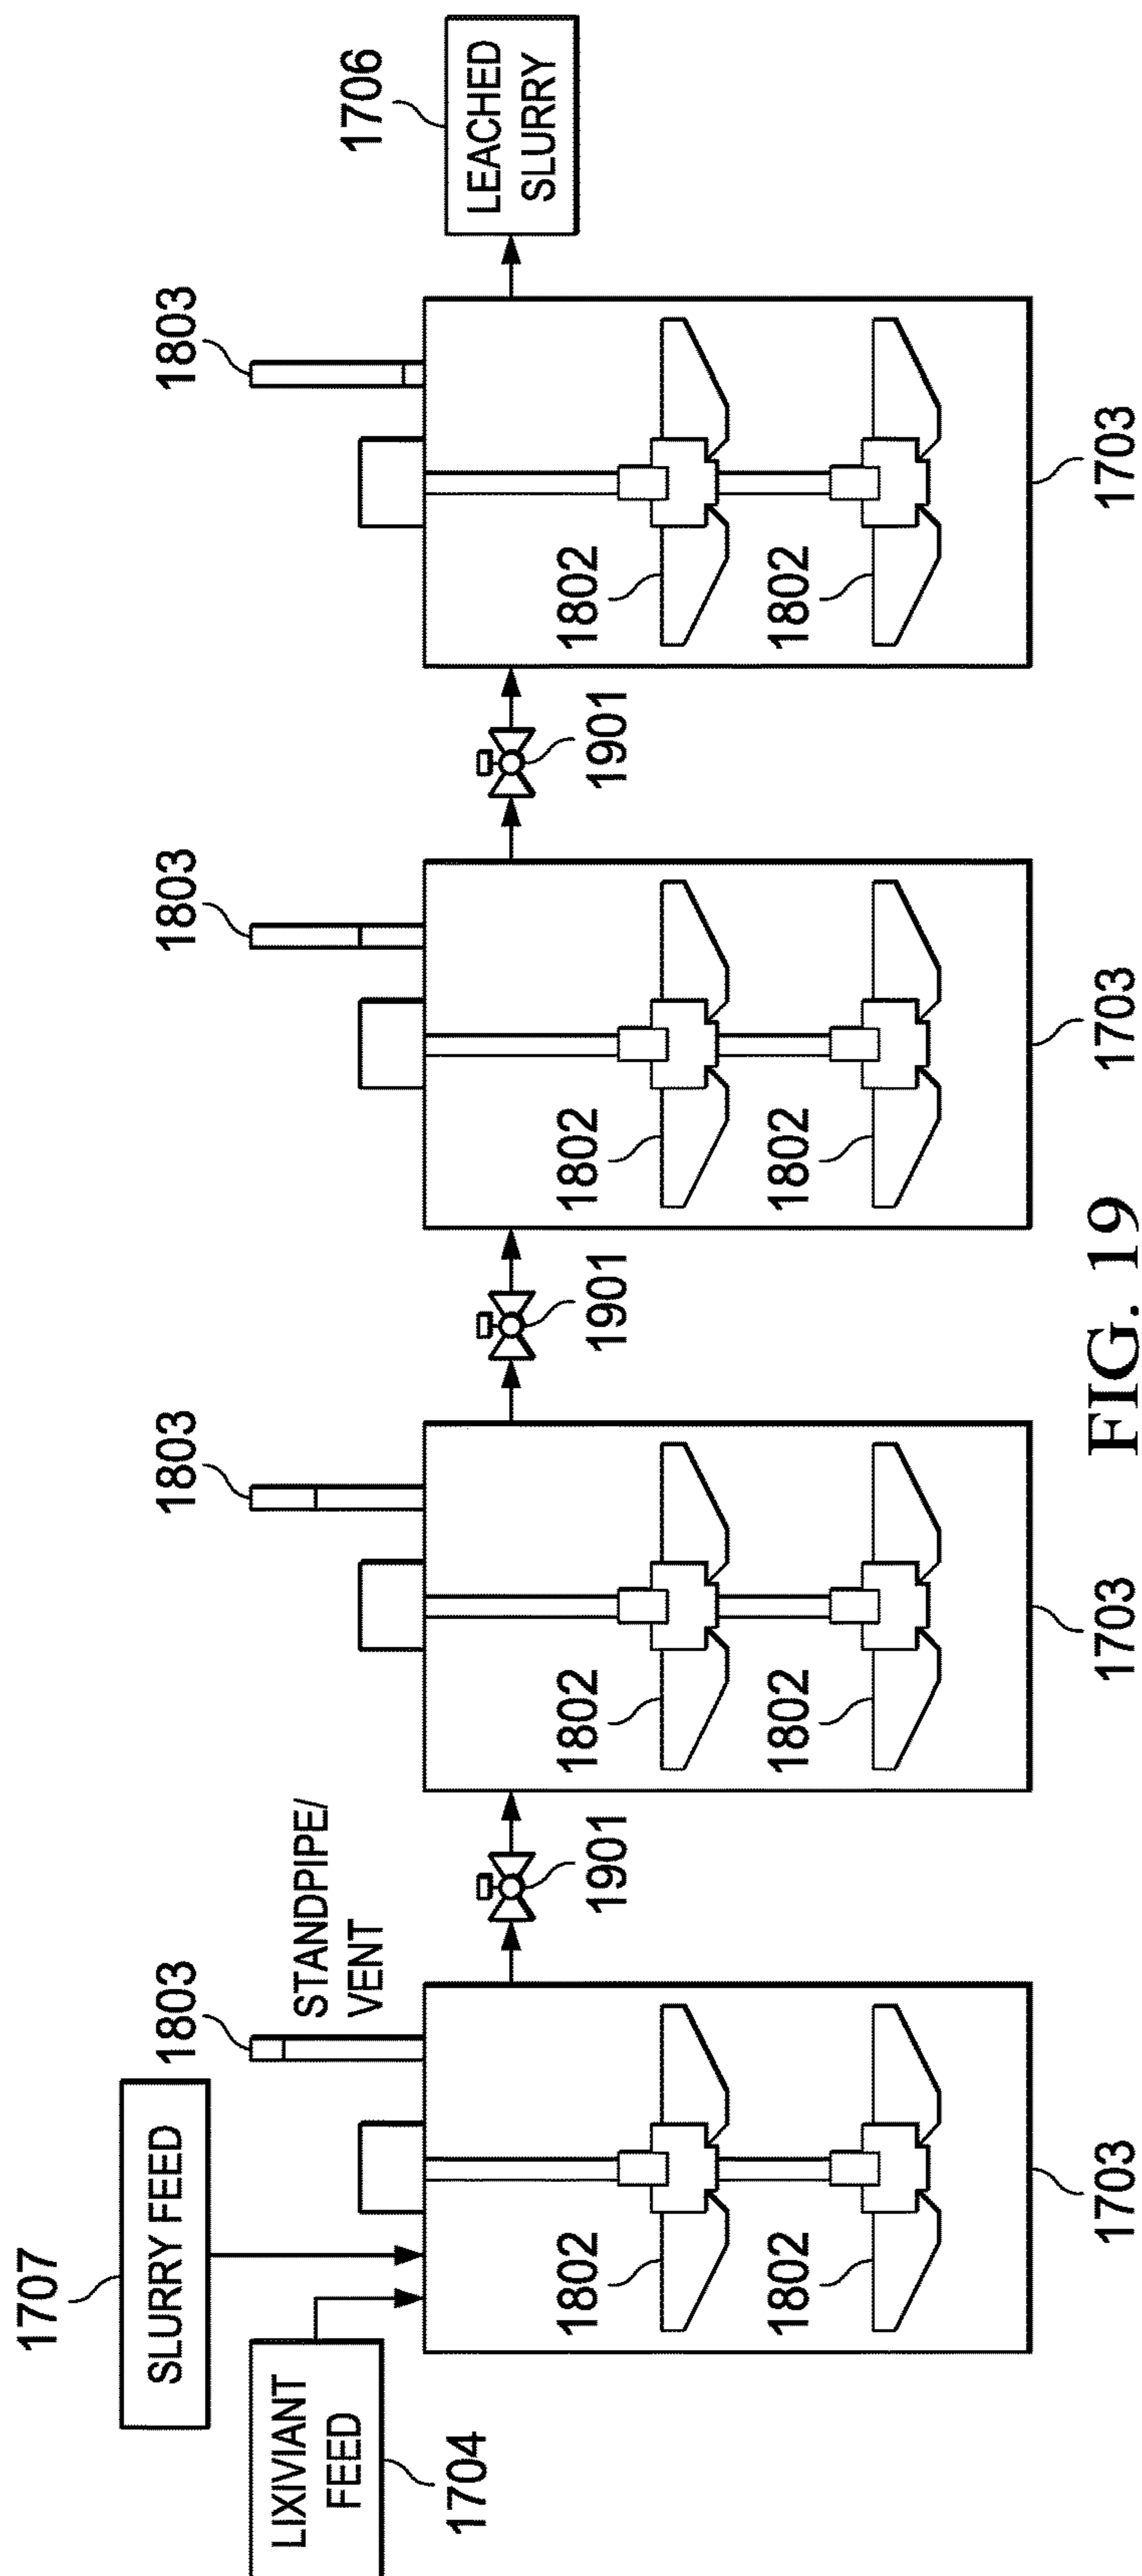 1707
SLURRY FEED
1803
1803
1803
1803
LIXIVIANT
FEED
1704
STANDPIPE/
VENT
1706
LEACHED
SLURRY
1802
1901
1802
1901
1802
1901
1802
1802
1802
1802
1802
1703
1703
1703
1703
FIG. 19